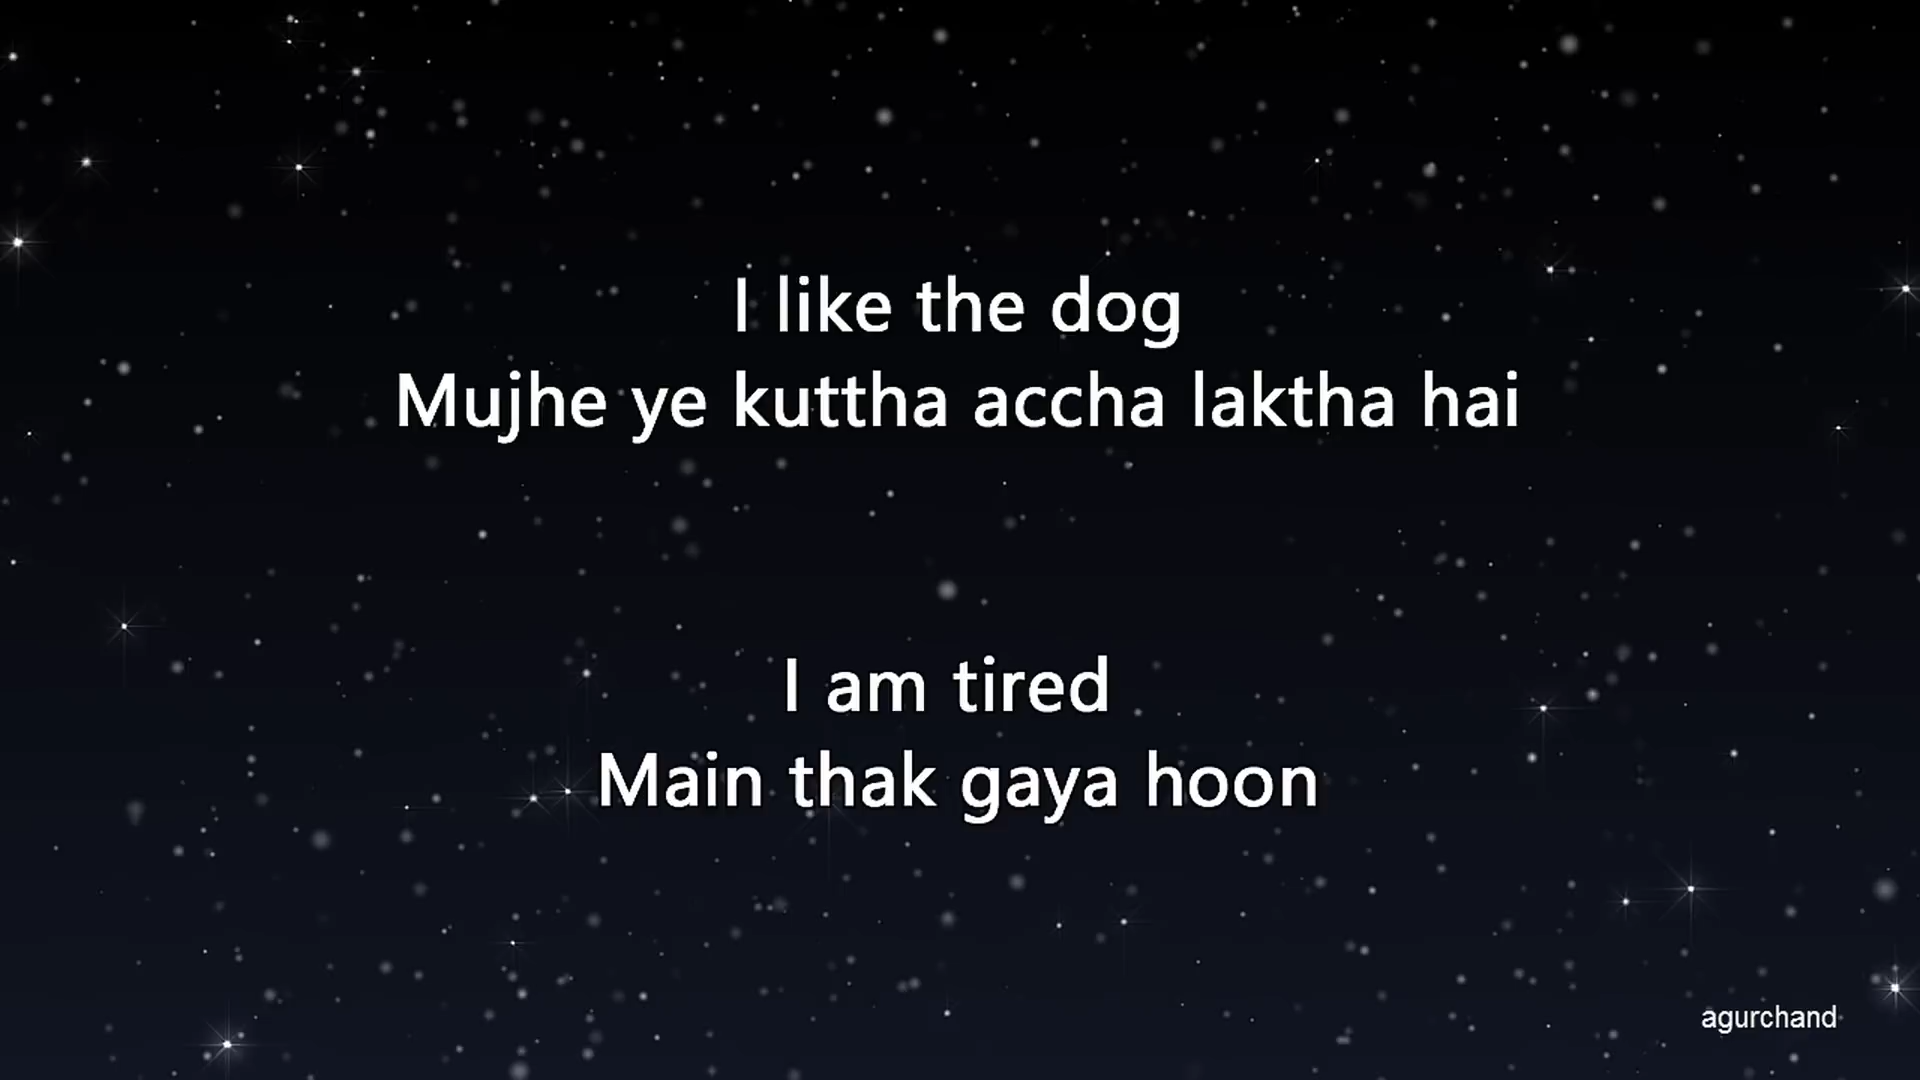 I like the dog
Mujhe ye kuttha accha laktha hai
I am tired
Main thak gaya hoon
agurchand